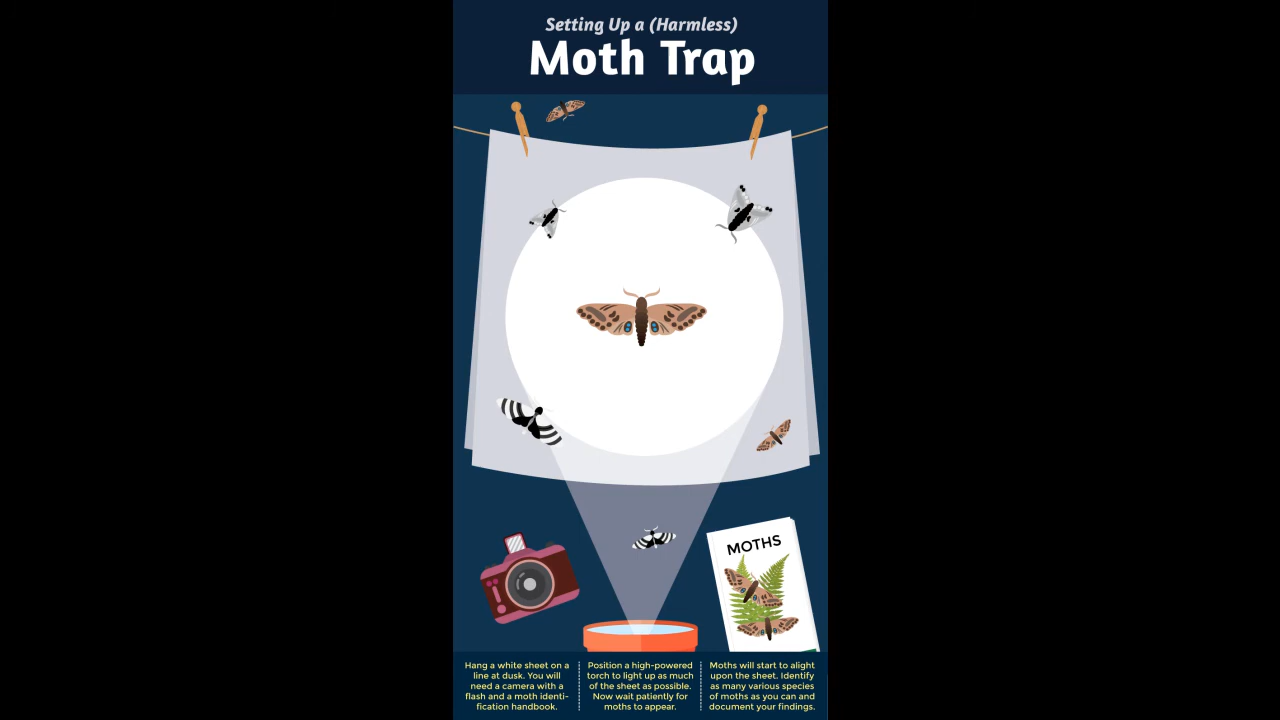 Setting Up a (Harmless)
Moth Trap
MOTHS
Hang a white sheet on a
line at dusk. You will
need a camera with a
flash and a moth identi-
fication handbook.
Position a high-powered
torch to light up as much
of the sheet as possible.
Now wait patiently for
moths to appear.
Moths will start to alight
upon the sheet. Identify
as many various species
of moths as you can and
document your findings.